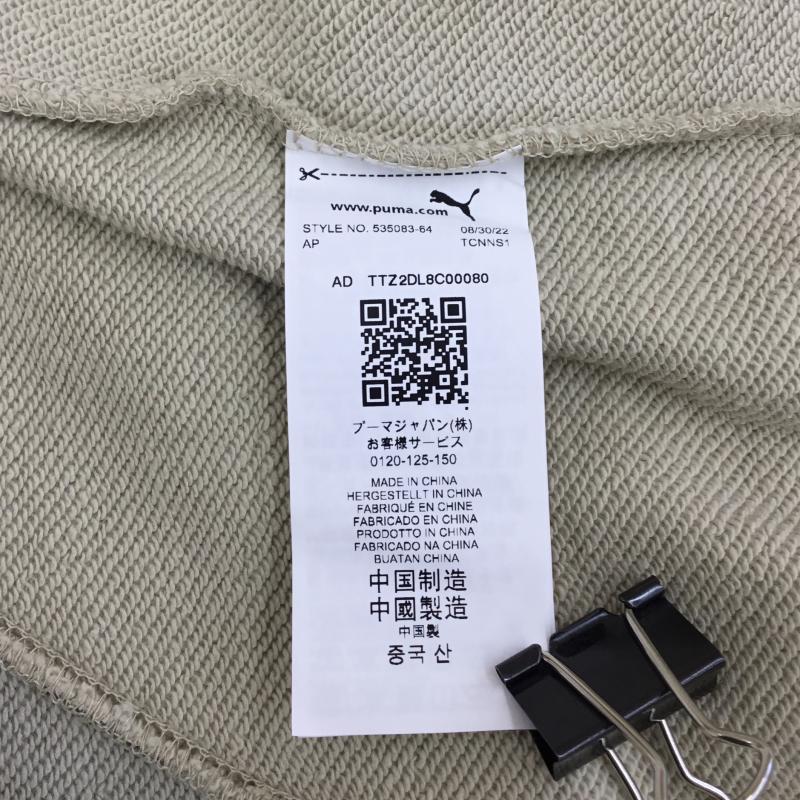 www.puma.com
STYLE NO. 535083-64 08/30/22
AP TCNNS1
AD TTZ2DL8C00080
プーマジャパン(株)
お客様サービス
0120-125-150
MADE IN CHINA
HERGESTELLT IN CHINA
FABRIQUÉ EN CHINE
FABRICADO EN CHINA
PRODOTTO IN CHINA
FABRICADO NA CHINA
BUATAN CHINA
中国制造
中國製造
中国製
중국 산